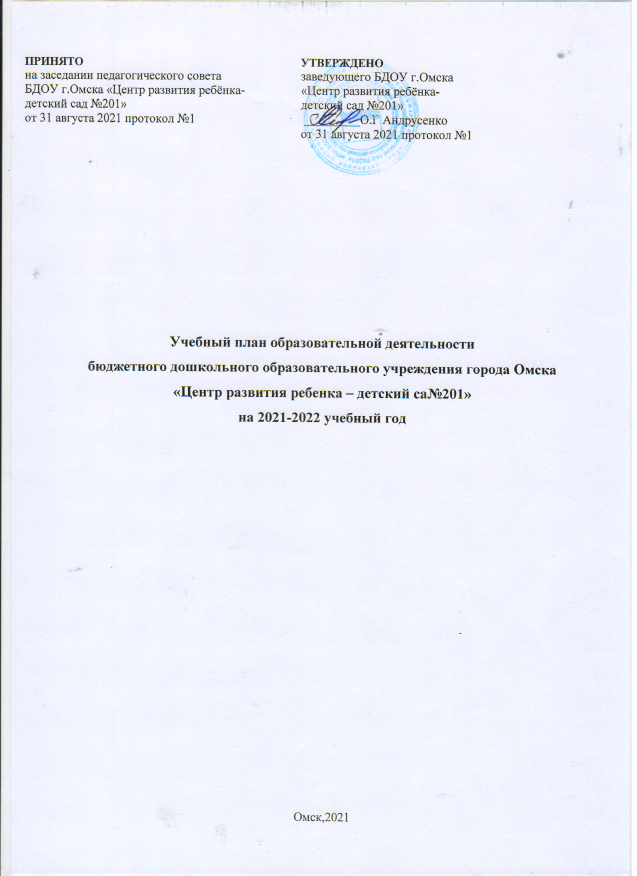 ПРИНЯТО
на заседании педагогического совета
БДОУ г.Омска «Центр развития ребёнка-
детский сад №201»
от 31 августа 2021 протокол №1
УТВЕРЖДЕНО
заведующего БДОУ г.Омска
«Центр развития ребёнка-
детский сад №201»
О.Г Андрусенко
от 31 августа 2021 протокол №1
Учебный план образовательной деятельности
бюджетного дошкольного образовательного учреждения города Омска
«Центр развития ребенка – детский са№201»
на 2021-2022 учебный год
Омск,2021